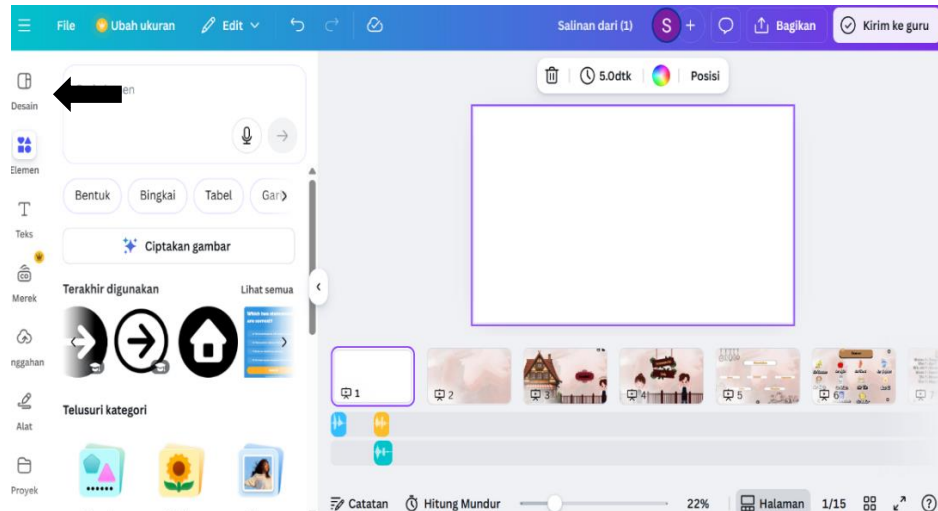 File Ubah ukuran Edit Salinan dari (1) S + Bagikan Kirim ke guru
Desain
Elemen
Teks
Merek
nggahan
Alat
Proyek
Bentuk Bingkai Tabel Gar
Ciptakan gambar
Terakhir digunakan Lihat semua
Telusuri kategori
5.0dtk Posisi
1 2 3 4 5 6 7
Catatan Hitung Mundur 22% Halaman 1/15